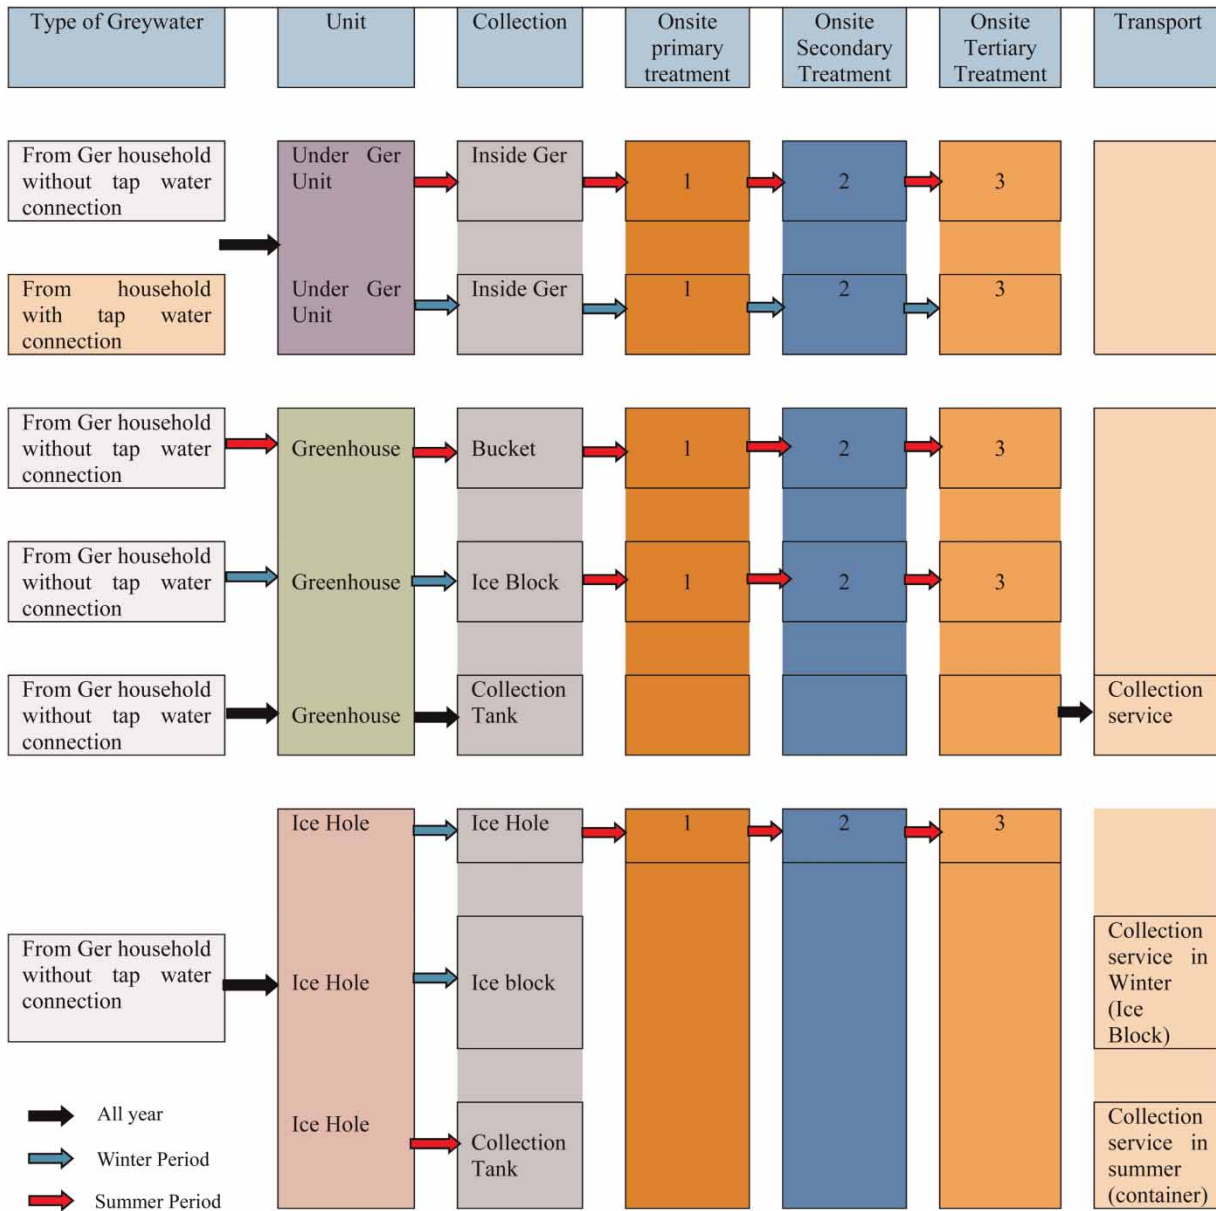 Type of Greywater
Unit
Collection
Onsite
primary
treatment
Onsite
Secondary
Treatment
Onsite
Tertiary
Treatment
Transport
From Ger household
without tap water
connection
Under Ger
Unit
Inside Ger
1
2
3
From household
with tap water
connection
Under Ger
Unit
Inside Ger
1
2
3
From Ger household
without tap water
connection
Greenhouse
Bucket
1
2
3
From Ger household
without tap water
connection
Greenhouse
Ice Block
1
2
3
From Ger household
without tap water
connection
Greenhouse
Collection
Tank
Collection
service
Ice Hole
Ice Hole
1
2
3
From Ger household
without tap water
connection
Ice Hole
Ice block
Collection
service in
Winter
(Ice
Block)
Ice Hole
Collection
Tank
Collection
service in
summer
(container)
All year
Winter Period
Summer Period